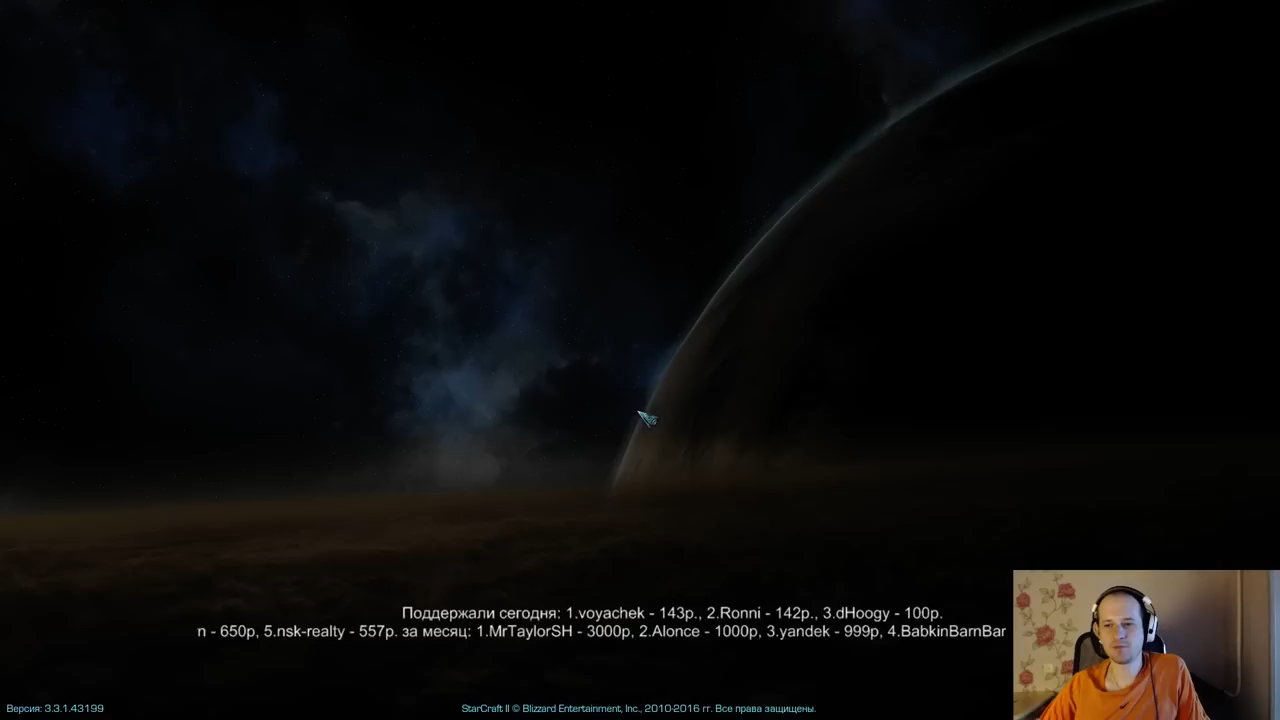 Поддержали сегодня: 1.voyachek - 143р., 2.Ronni - 142р., 3.dHoogy - 100р.
n - 650р, 5.nsk-realty - 557р. за месяц: 1.MrTaylorSH - 3000р, 2.Alonce - 1000р, 3.yandek - 999р, 4.BabkinBarnBar
Версия: 3.3.1.43199
StarCraft II © Blizzard Entertainment, Inc., 2010-2016 гг. Все права защищены.